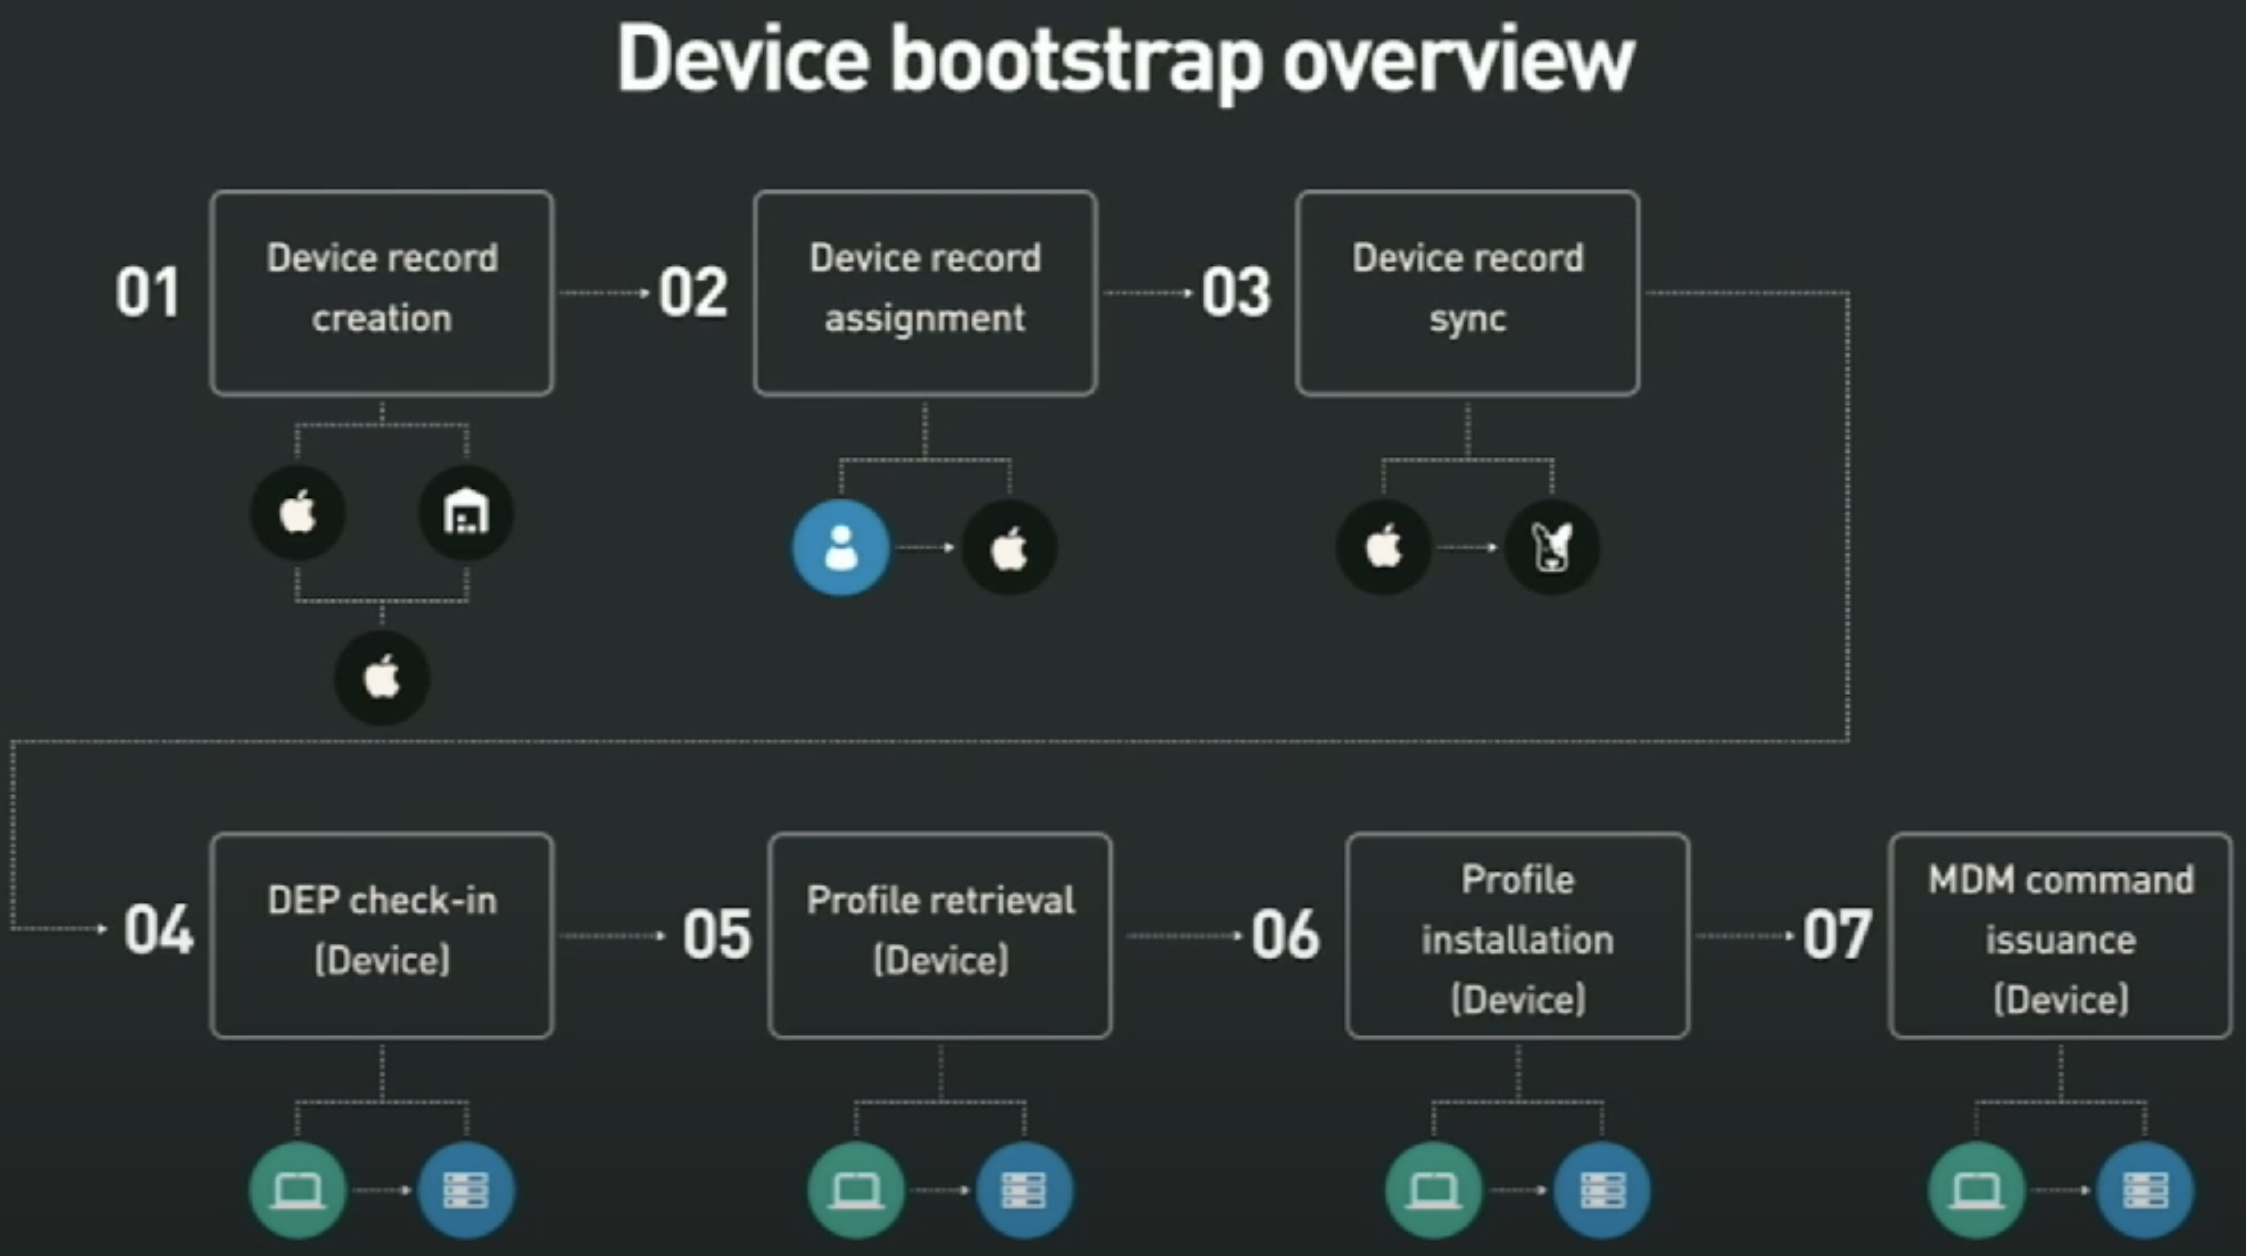 Device bootstrap overview
01
Device record
creation
02
Device record
assignment
03
Device record
sync
04
DEP check-in
(Device)
05
Profile retrieval
(Device)
06
Profile
installation
(Device)
07
MDM command
issuance
(Device)